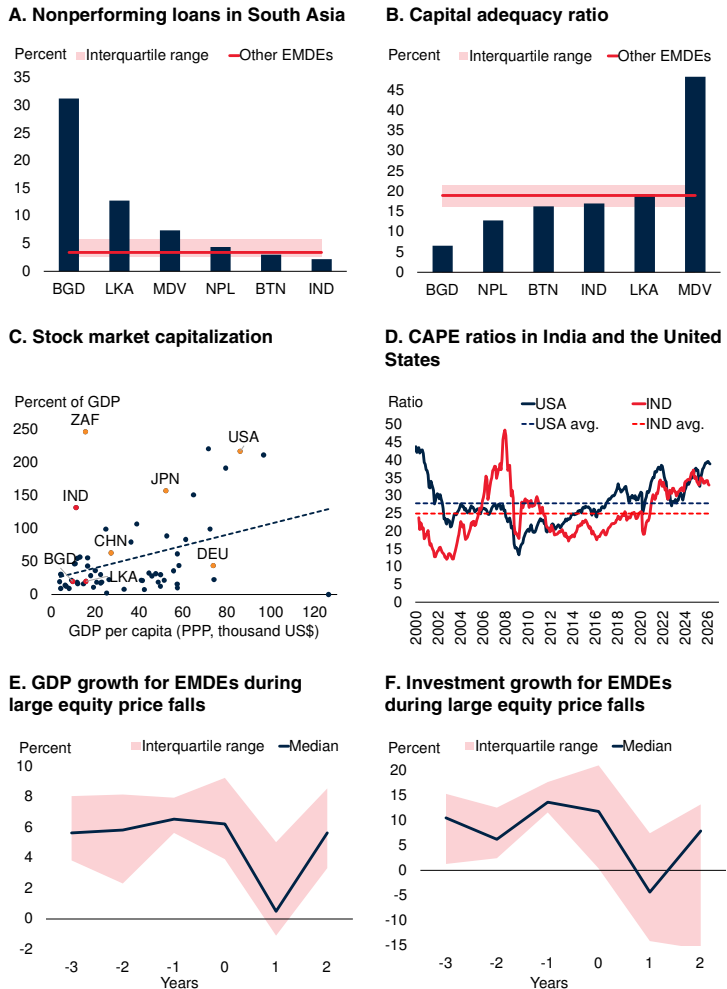 A. Nonperforming loans in South Asia
Percent Interquartile range Other EMDEs
35
30
25
20
15
10
5
0
BGD LKA MDV NPL BTN IND
B. Capital adequacy ratio
Percent Interquartile range Other EMDEs
45
40
35
30
25
20
15
10
5
0
BGD NPL BTN IND LKA MDV
C. Stock market capitalization
Percent of GDP
250
200
150
100
50
0
ZAF
USA
JPN
IND
CHN
DEU
BGD
LKA
0 20 40 60 80 100 120
GDP per capita (PPP, thousand US$)
D. CAPE ratios in India and the United
States
Ratio
USA IND
USA avg. IND avg.
50
45
40
35
30
25
20
15
10
5
0
2000 2002 2004 2006 2008 2010 2012 2014 2016 2018 2020 2022 2024 2026
E. GDP growth for EMDEs during
large equity price falls
Percent Interquartile range Median
10
8
6
4
2
0
-2
-3 -2 -1 0 1 2
Years
F. Investment growth for EMDEs
during large equity price falls
Percent Interquartile range Median
20
15
10
5
0
-5
-10
-15
-3 -2 -1 0 1 2
Years